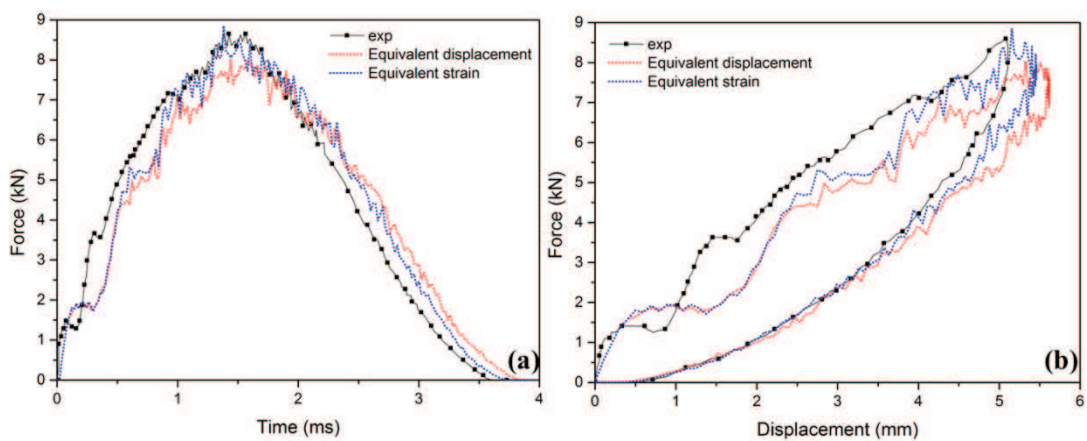 9
8
7
6
5
4
3
2
1
0
Force (kN)
exp
Equivalent displacement
Equivalent strain
(a)
0 1 2 3 4
Time (ms)
9
8
7
6
5
4
3
2
1
0
Force (kN)
exp
Equivalent displacement
Equivalent strain
(b)
0 1 2 3 4 5 6
Displacement (mm)